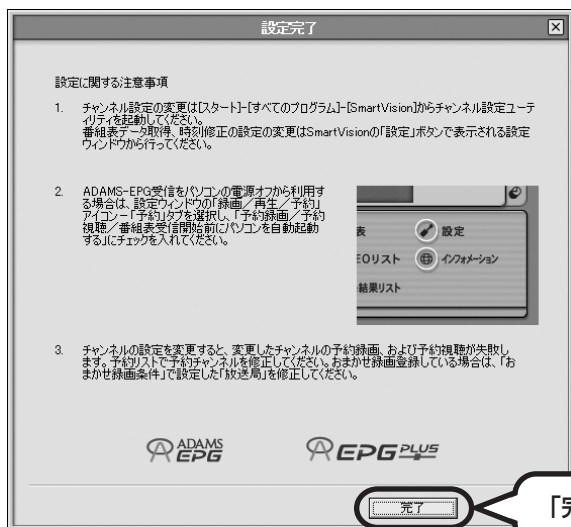 設定完了
設定に関する注意事項
1. チャンネル設定の変更は[スタート]-[すべてのプログラム]-[SmartVision]からチャンネル設定ユーテ
ィリティを起動してください。
番組表データ取得、時刻修正の設定の変更はSmartVisionの「設定」ボタンで表示される設定
ウィンドウから行ってください。
2. ADAMS-EPG受信をパソコンの電源オフから利用す
る場合は、設定ウィンドウの「録画／再生／予約」
アイコン－「予約」タブを選択し、「予約録画／予約
視聴／番組表受信開始前にパソコンを自動起動
する」にチェックを入れてください。
表 設定
EOリスト インフォメーション
結果リスト
3. チャンネルの設定を変更すると、変更したチャンネルの予約録画、および予約視聴が失敗し
ます。予約リストで予約チャンネルを修正してください。おまかせ録画登録している場合は、「お
まかせ録画条件」で設定した「放送局」を修正してください。
ADAMS EPG PLUS
EPG
完了
「完